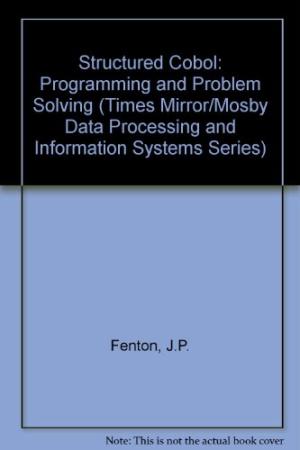 Structured Cobol:
Programming and Problem
Solving (Times Mirror/Mosby
Data Processing and
Information Systems Series)
Fenton, J.P.
Note: This is not the actual book cover